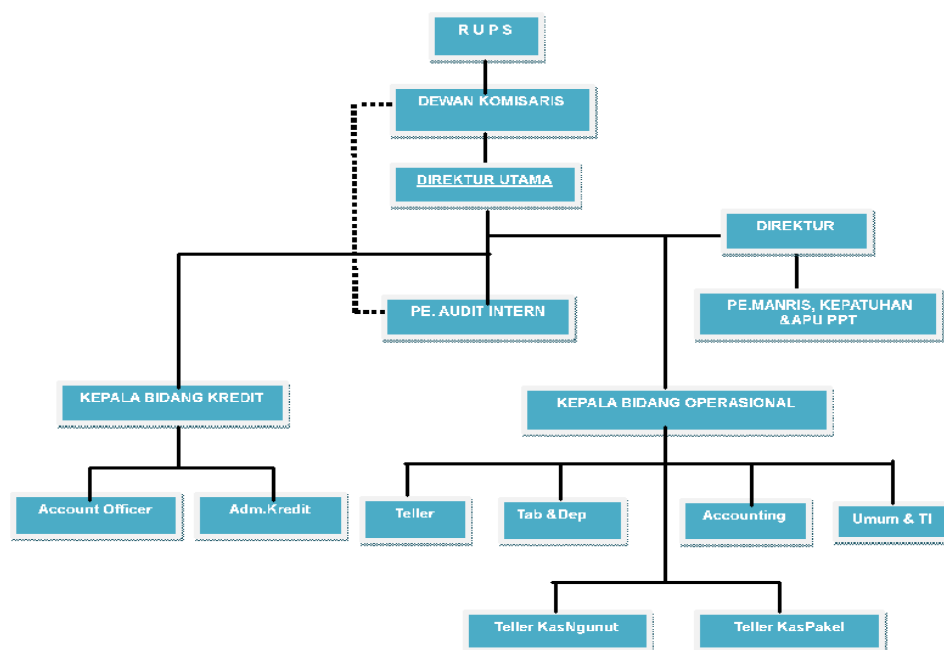 R U P S
DEWAN KOMISARIS
DIREKTUR UTAMA
DIREKTUR
PE. AUDIT INTERN
PE.MANRIS, KEPATUHAN
&APU PPT
KEPALA BIDANG KREDIT
KEPALA BIDANG OPERASIONAL
Account Officer
Adm.Kredit
Teller
Tab &Dep
Accounting
Umum & TI
Teller KasNgunut
Teller KasPakel